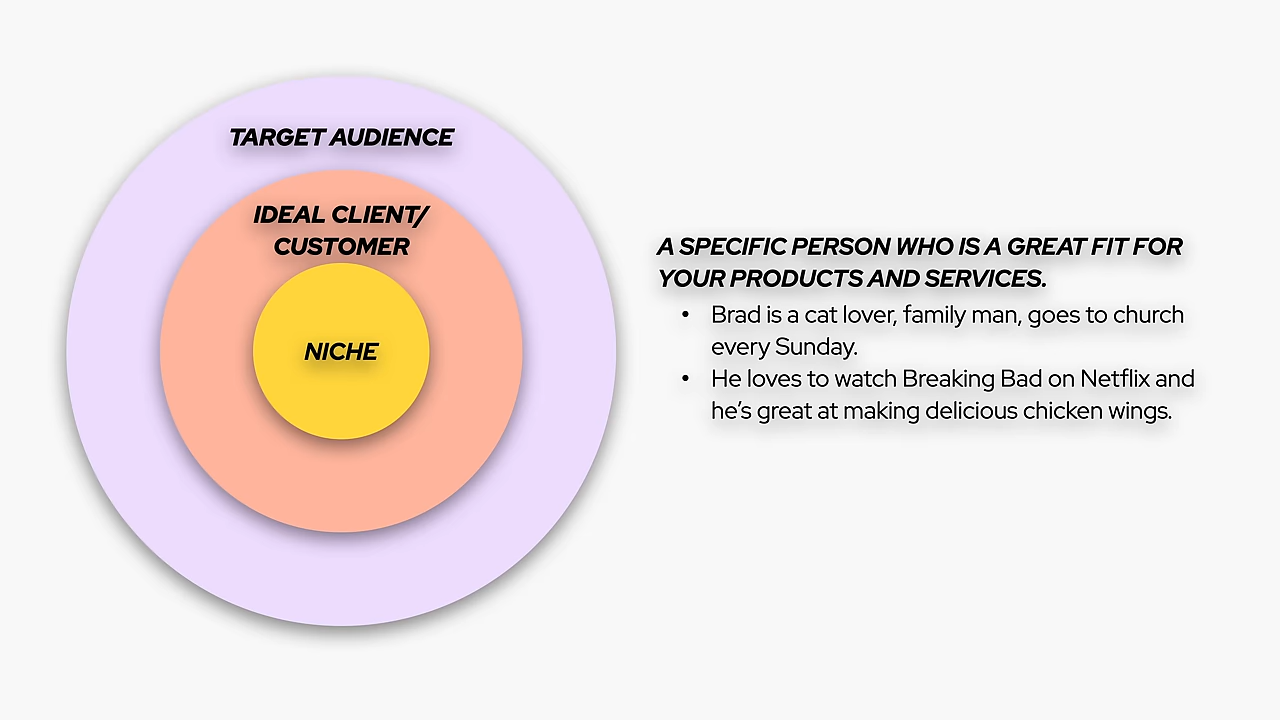 TARGET AUDIENCE
IDEAL CLIENT/
CUSTOMER
NICHE
A SPECIFIC PERSON WHO IS A GREAT FIT FOR
YOUR PRODUCTS AND SERVICES.
• Brad is a cat lover, family man, goes to church
every Sunday.
• He loves to watch Breaking Bad on Netflix and
he’s great at making delicious chicken wings.